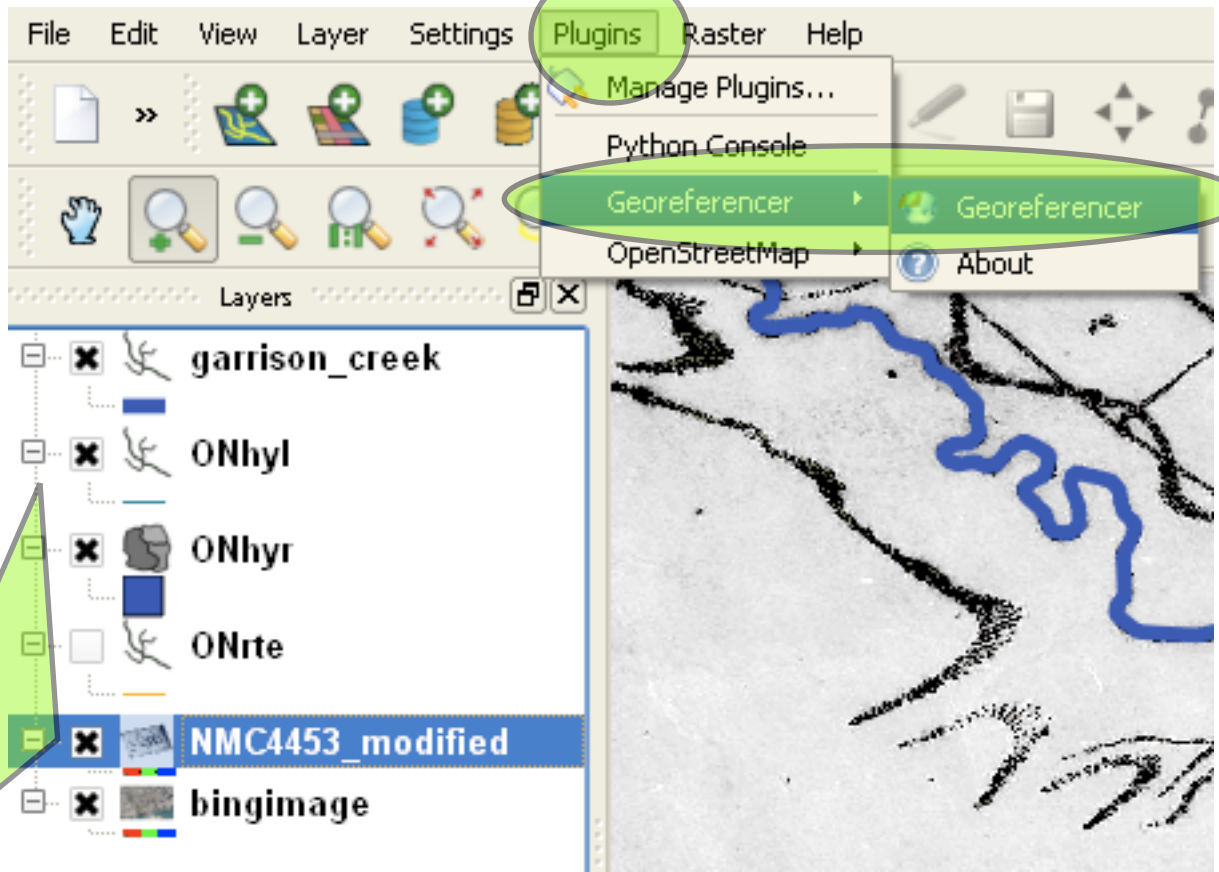 File Edit View Layer Settings Plugins Raster Help
Manage Plugins...
»
Python Console
Georeferencer
Georeferencer
OpenStreetMap
About
Layers
garrison_creek
ONhyl
ONhyr
ONrte
NMC4453_modified
bingimage